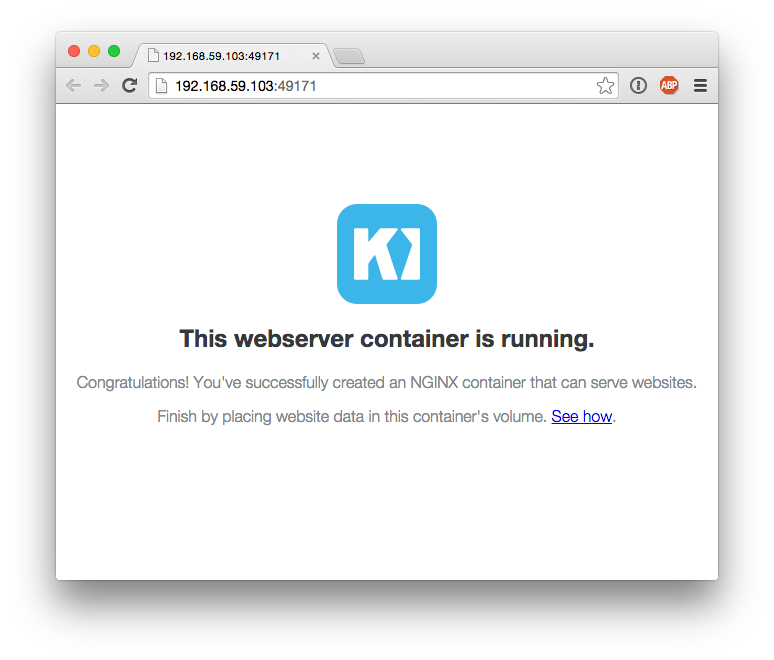 192.168.59.103:49171
192.168.59.103:49171
ABP
KI
This webserver container is running.
Congratulations! You've successfully created an NGINX container that can serve websites.
Finish by placing website data in this container's volume. See how.